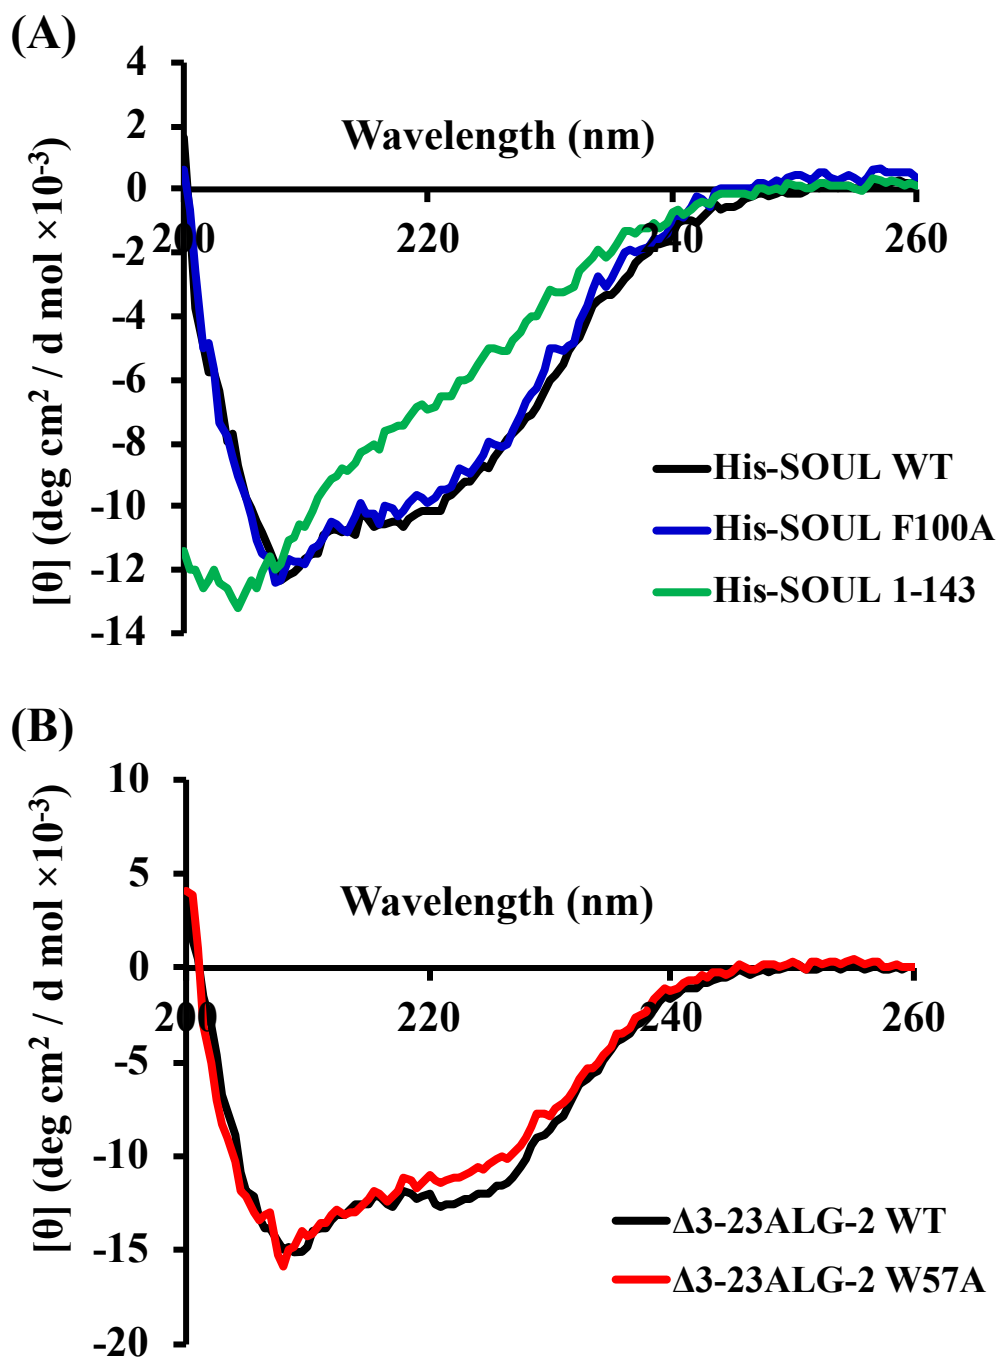 (A)
4
2
0
-2
-4
-6
-8
-10
-12
-14
[θ] (deg cm² / d mol ×10⁻³)
Wavelength (nm)
200 220 240 260
His-SOUL WT
His-SOUL F100A
His-SOUL 1-143
(B)
10
5
0
-5
-10
-15
-20
[θ] (deg cm² / d mol ×10⁻³)
Wavelength (nm)
200 220 240 260
Δ3-23ALG-2 WT
Δ3-23ALG-2 W57A